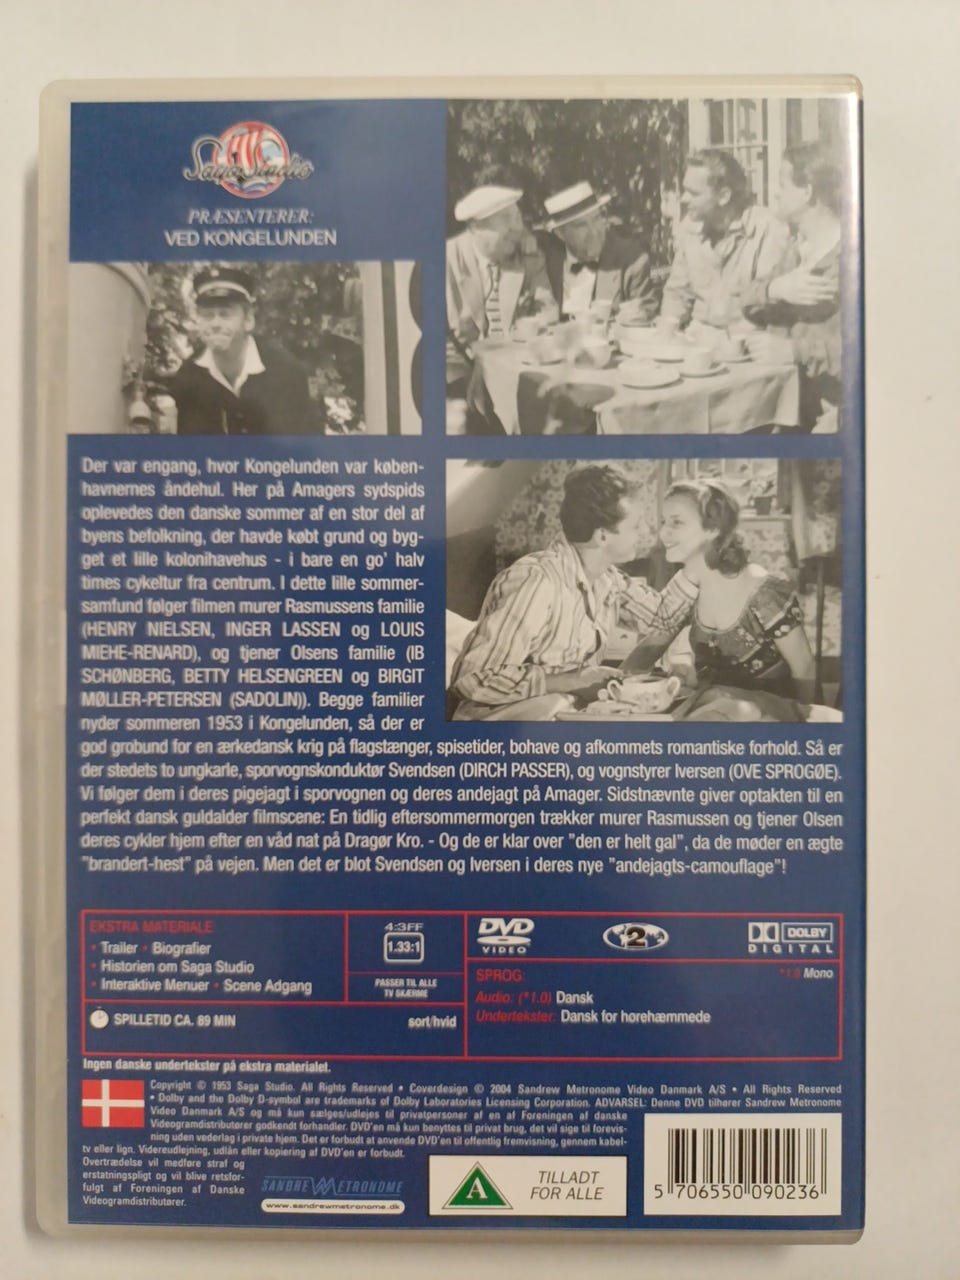 Saga Studio
PRÆSENTERER:
VED KONGELUNDEN
Der var engang, hvor Kongelunden var køben-
havnernes åndehul. Her på Amagers sydspids
oplevedes den danske sommer af en stor del af
byens befolkning, der havde købt grund og byg-
get et lille kolonihavehus - i bare en go' halv
times cykeltur fra centrum. I dette lille sommer-
samfund følger filmen murer Rasmussens familie
(HENRY NIELSEN, INGER LASSEN og LOUIS
MIEHE-RENARD), og tjener Olsens familie (IB
SCHØNBERG, BETTY HELSENGREEN og BIRGIT
MØLLER-PETERSEN (SADOLIN)). Begge familier
nyder sommeren 1953 i Kongelunden, så der er
god grobund for en ærkedansk krig på flagstænger, spisetider, bohave og afkommets romantiske forhold. Så er
der stedets to ungkarle, sporvognskonduktør Svendsen (DIRCH PASSER), og vognstyrer Iversen (OVE SPROGØE).
Vi følger dem i deres pigejagt i sporvognen og deres andejagt på Amager. Sidstnævnte giver optakten til en
perfekt dansk guldalder filmscene: En tidlig eftersommermorgen trækker murer Rasmussen og tjener Olsen
deres cykler hjem efter en våd nat på Dragør Kro. - Og de er klar over "den er helt gal", da de møder en ægte
"brandert-hest" på vejen. Men det er blot Svendsen og Iversen i deres nye "andejagts-camouflage"!
EKSTRA MATERIALE
• Trailer • Biografier
• Historien om Saga Studio
• Interaktive Menuer • Scene Adgang
4:3FF
1.33:1
PASSER TIL ALLE
TV SKÆRME
SPILLETID CA. 89 MIN
sort/hvid
DVD
VIDEO
2
DOLBY
DIGITAL
SPROG:
*1.0 Mono
Audio: (*1.0) Dansk
Undertekster: Dansk for hørehæmmede
Ingen danske undertekster på ekstra materialet.
Copyright © 1953 Saga Studio. All Rights Reserved • Coverdesign © 2004 Sandrew Metronome Video Danmark A/S • All Rights Reserved
• Dolby and the Dolby D-symbol are trademarks of Dolby Laboratories Licensing Corporation. ADVARSEL: Denne DVD tilhører Sandrew Metronome
Video Danmark A/S og må kun sælges/udlejes til privatpersoner af en af Foreningen af danske
Videogramdistributører godkendt forhandler. DVD'en må kun benyttes til privat brug, det vil sige til forevis-
ning uden vederlag i private hjem. Det er forbudt at anvende DVD'en til offentlig fremvisning, gennem kabel-
tv eller lign. Videreudlejning, udlån eller kopiering af DVD'en er forbudt.
Overtrædelse vil medføre straf og
erstatningspligt og vil blive retsfor-
fulgt af Foreningen af Danske
Videogramdistributører.
SANDREW METRONOME
www.sandrewmetronome.dk
A
TILLADT
FOR ALLE
5 706550 090236